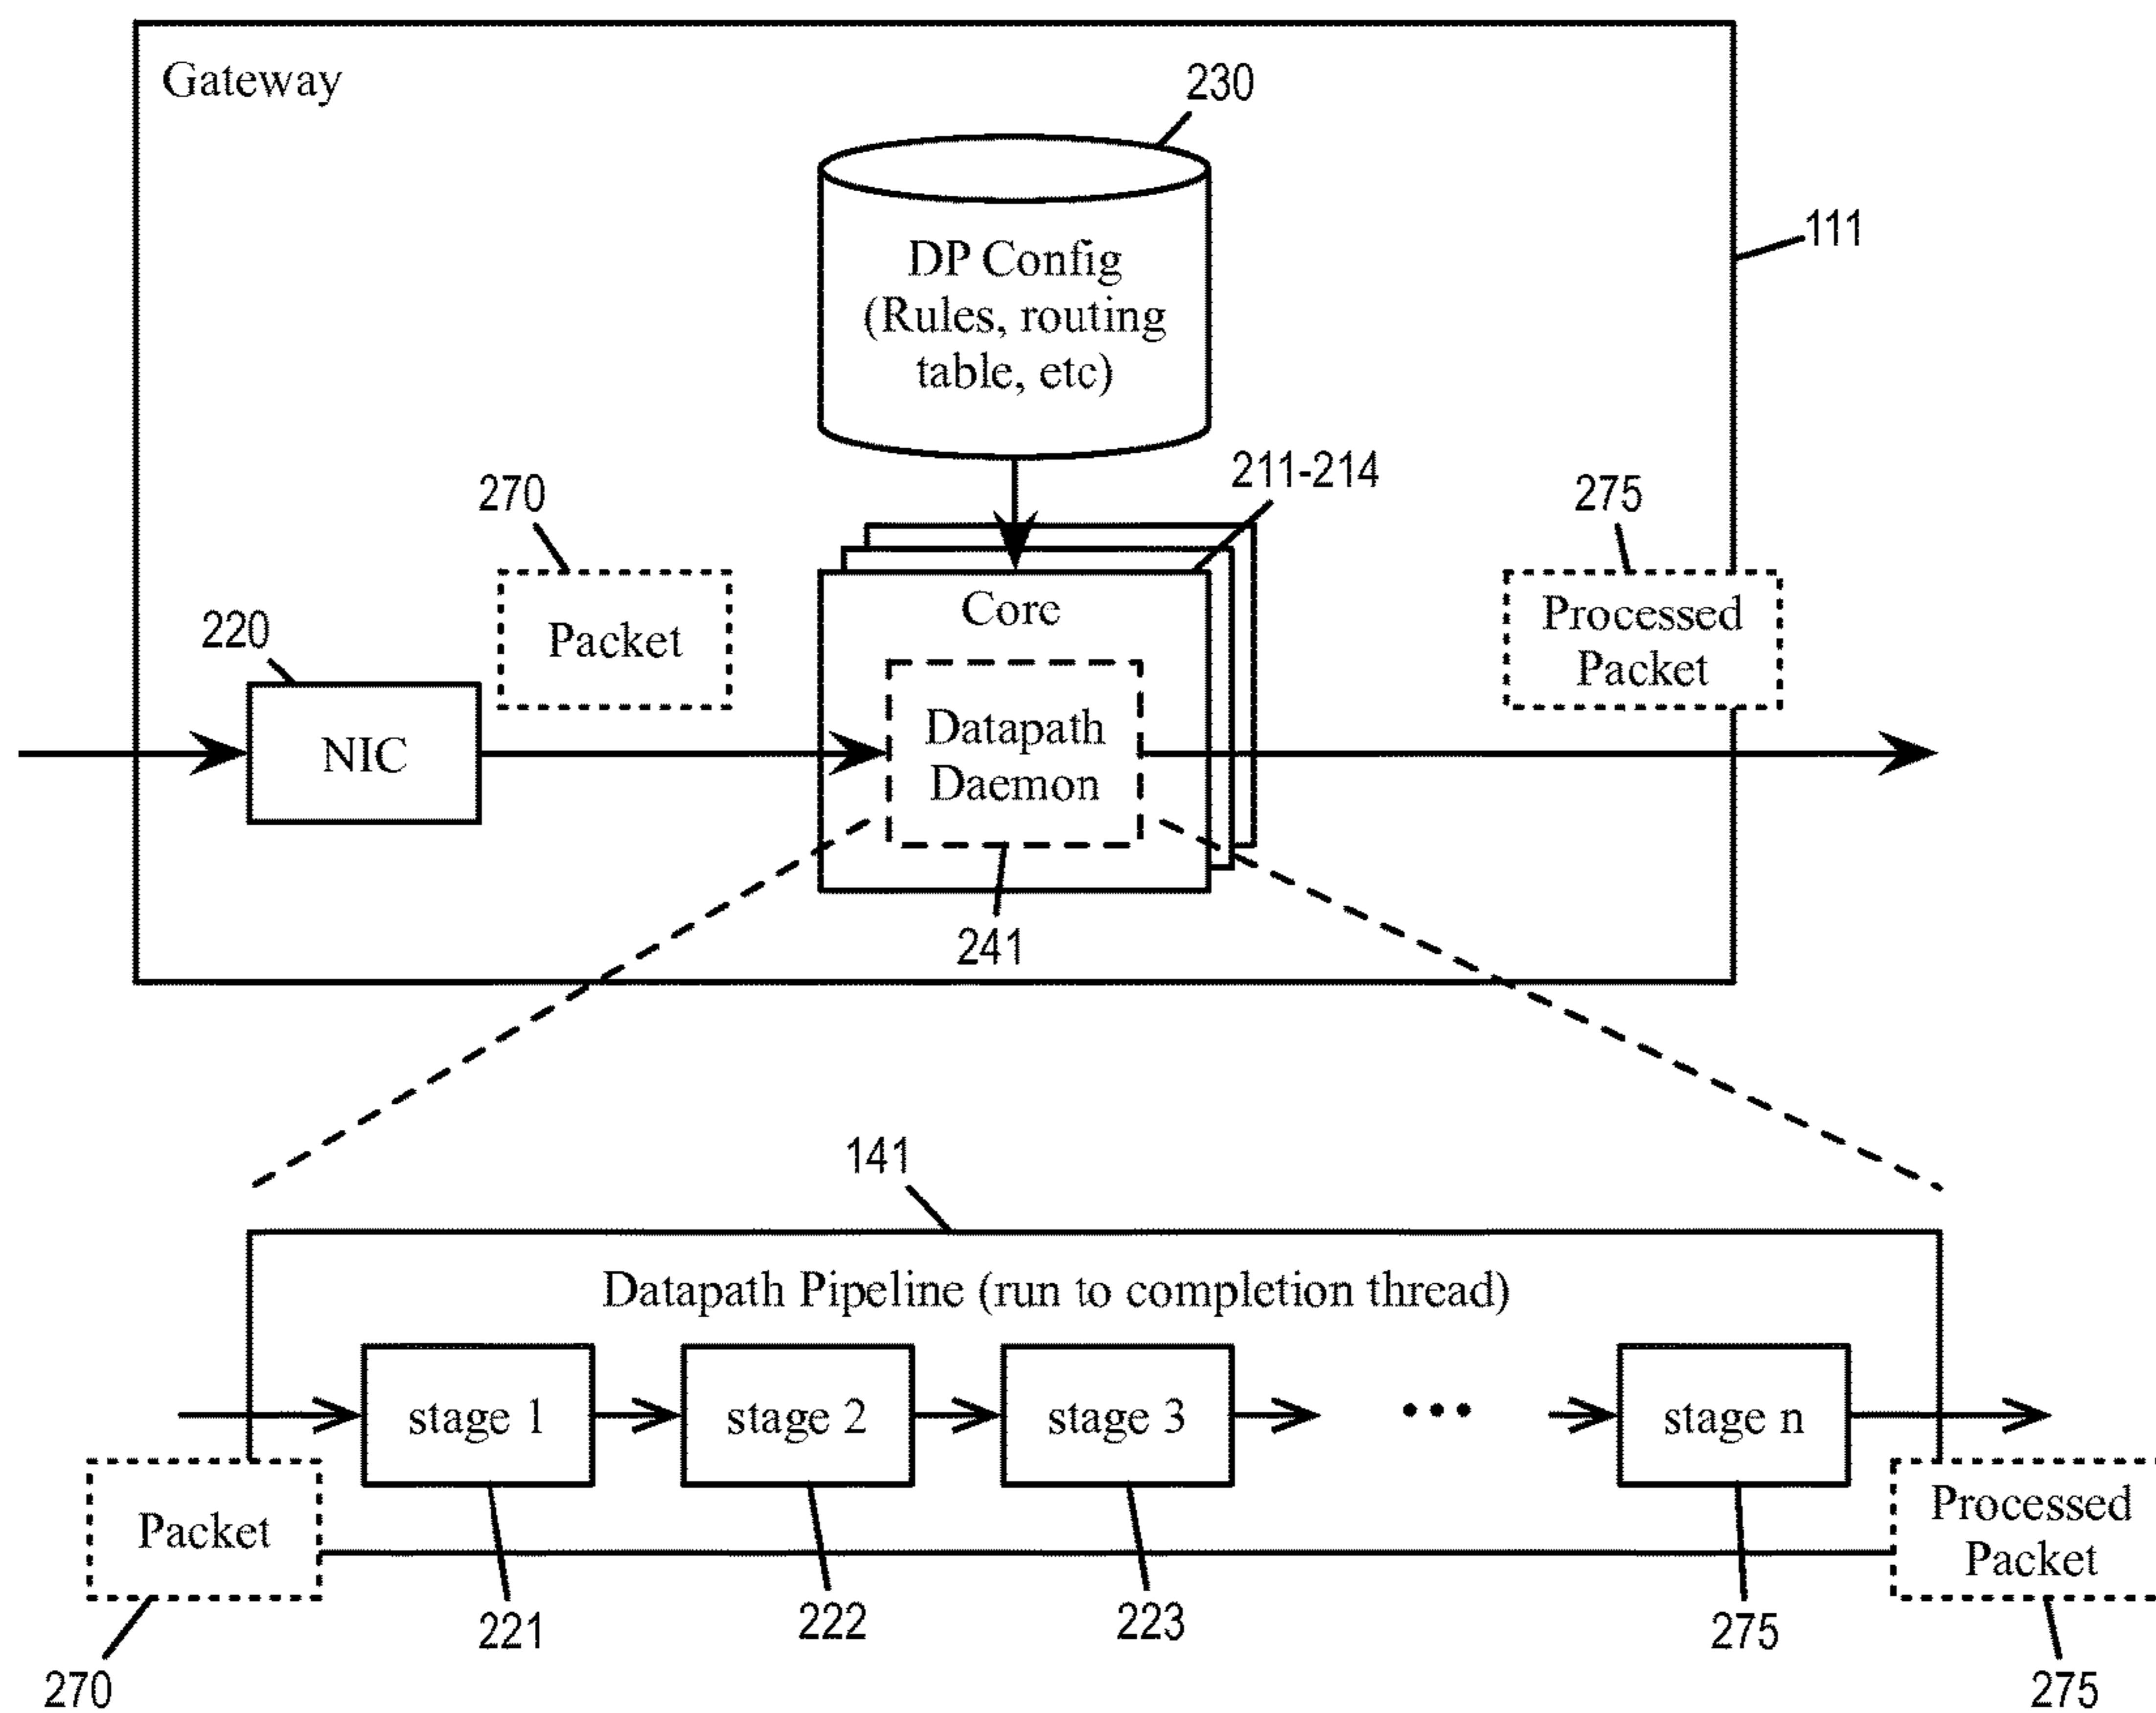 Gateway
230
DP Config
(Rules, routing
table, etc)
111
211-214
270
275
Packet
Core
Processed
Packet
220
NIC
Datapath
Daemon
241
141
Datapath Pipeline (run to completion thread)
stage 1
stage 2
stage 3
stage n
Packet
Processed
Packet
221
222
223
275
270
275